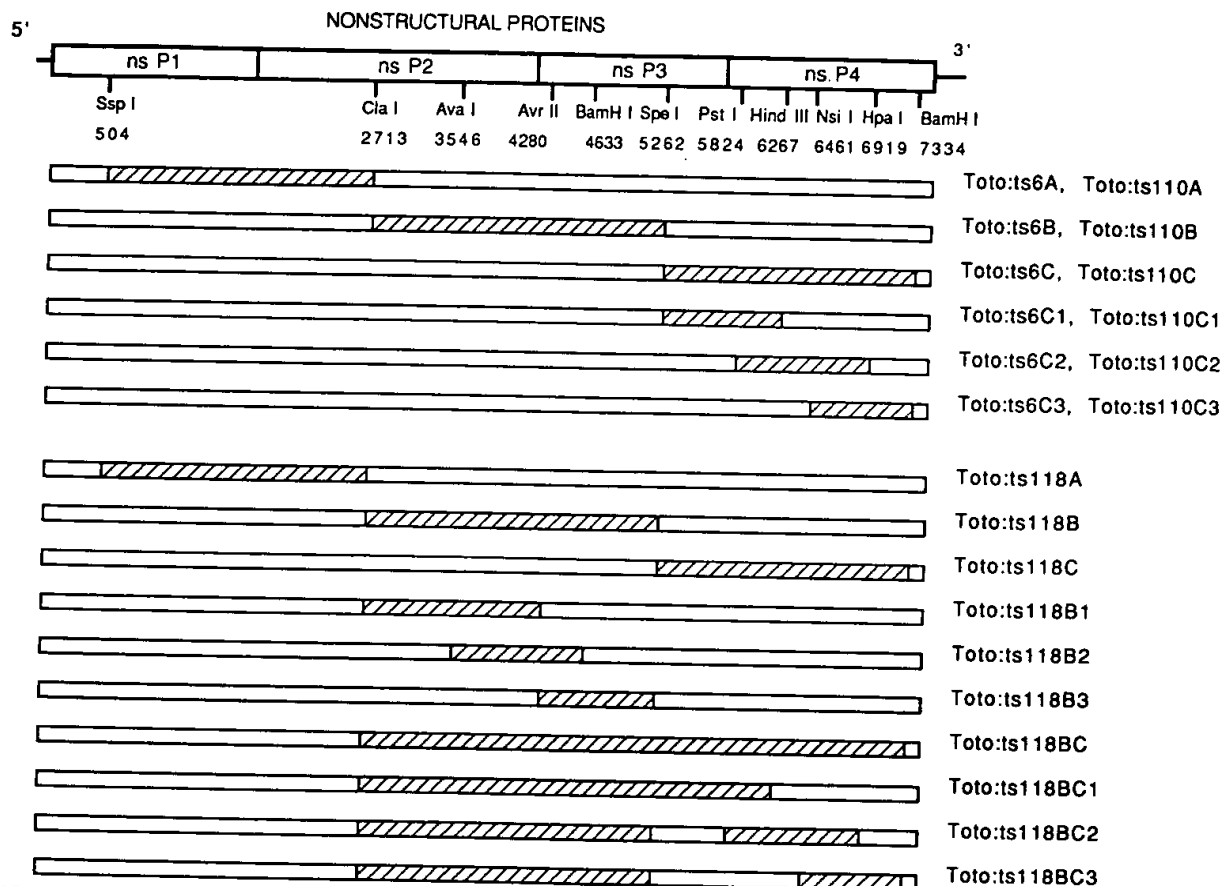 NONSTRUCTURAL PROTEINS
5'
3'
ns P1 ns P2 ns P3 ns. P4
Ssp I Cla I Ava I Avr II BamH I Spe I Pst I Hind III Nsi I Hpa I BamH I
504 2713 3546 4280 4633 5262 5824 6267 6461 6919 7334
Toto:ts6A, Toto:ts110A
Toto:ts6B, Toto:ts110B
Toto:ts6C, Toto:ts110C
Toto:ts6C1, Toto:ts110C1
Toto:ts6C2, Toto:ts110C2
Toto:ts6C3, Toto:ts110C3
Toto:ts118A
Toto:ts118B
Toto:ts118C
Toto:ts118B1
Toto:ts118B2
Toto:ts118B3
Toto:ts118BC
Toto:ts118BC1
Toto:ts118BC2
Toto:ts118BC3